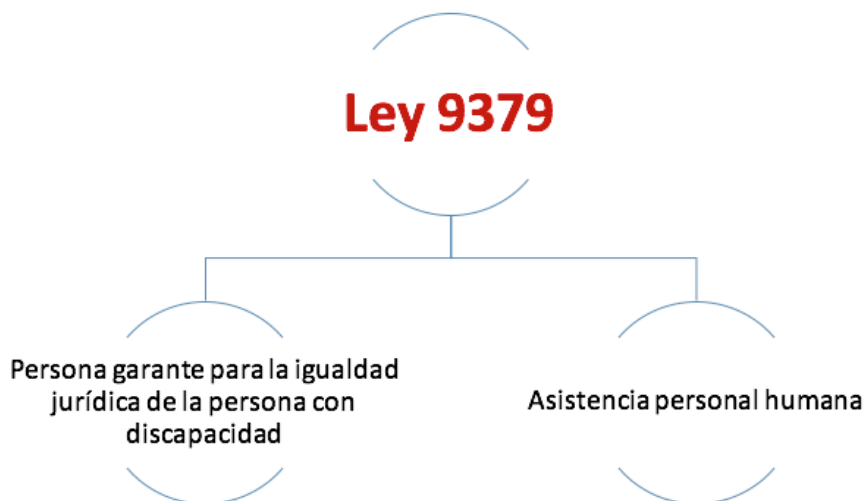 Ley 9379
Persona garante para la igualdad
jurídica de la persona con
discapacidad
Asistencia personal humana